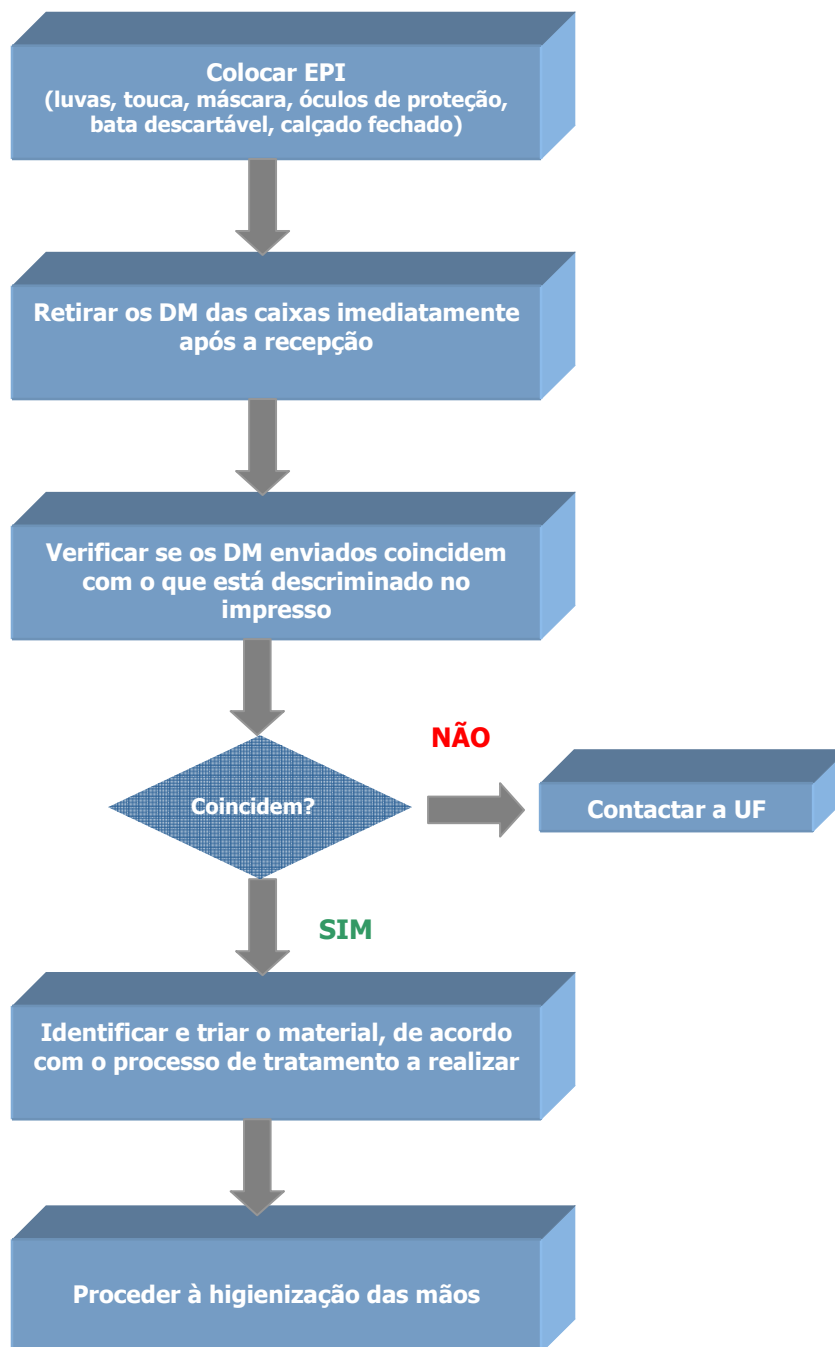 Colocar EPI
(luvas, touca, máscara, óculos de proteção,
bata descartável, calçado fechado)
Retirar os DM das caixas imediatamente
após a recepção
Verificar se os DM enviados coincidem
com o que está descriminado no
impresso
NÃO
Coincidem?
Contactar a UF
SIM
Identificar e triar o material, de acordo
com o processo de tratamento a realizar
Proceder à higienização das mãos